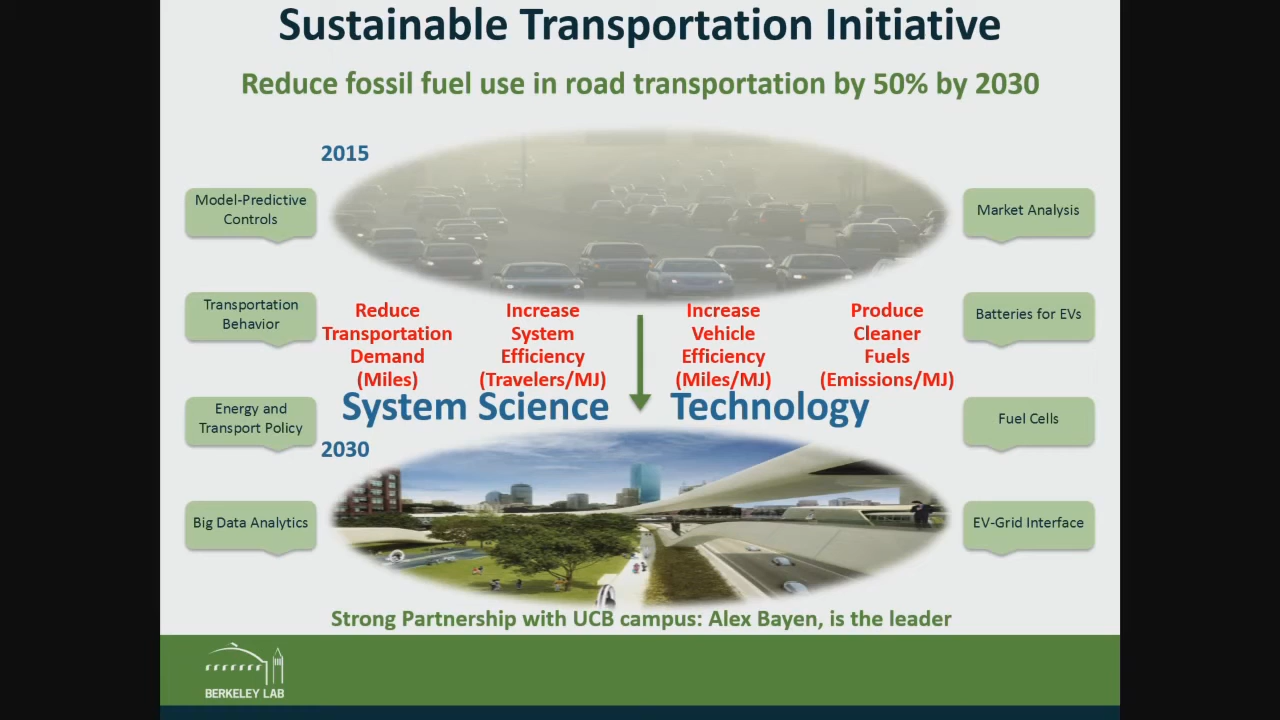 Sustainable Transportation Initiative
Reduce fossil fuel use in road transportation by 50% by 2030
2015
Model-Predictive
Controls
Market Analysis
Transportation
Behavior
Reduce
Transportation
Demand
(Miles)
Increase
System
Efficiency
(Travelers/MJ)
Increase
Vehicle
Efficiency
(Miles/MJ)
Produce
Cleaner
Fuels
(Emissions/MJ)
Batteries for EVs
System Science
Technology
Energy and
Transport Policy
Fuel Cells
2030
Big Data Analytics
EV-Grid Interface
Strong Partnership with UCB campus: Alex Bayen, is the leader
BERKELEY LAB